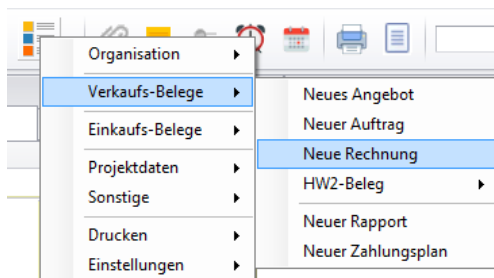 Organisation
Verkaufs-Belege
Einkaufs-Belege
Projektdaten
Sonstige
Drucken
Einstellungen
Neues Angebot
Neuer Auftrag
Neue Rechnung
HW2-Beleg
Neuer Rapport
Neuer Zahlungsplan